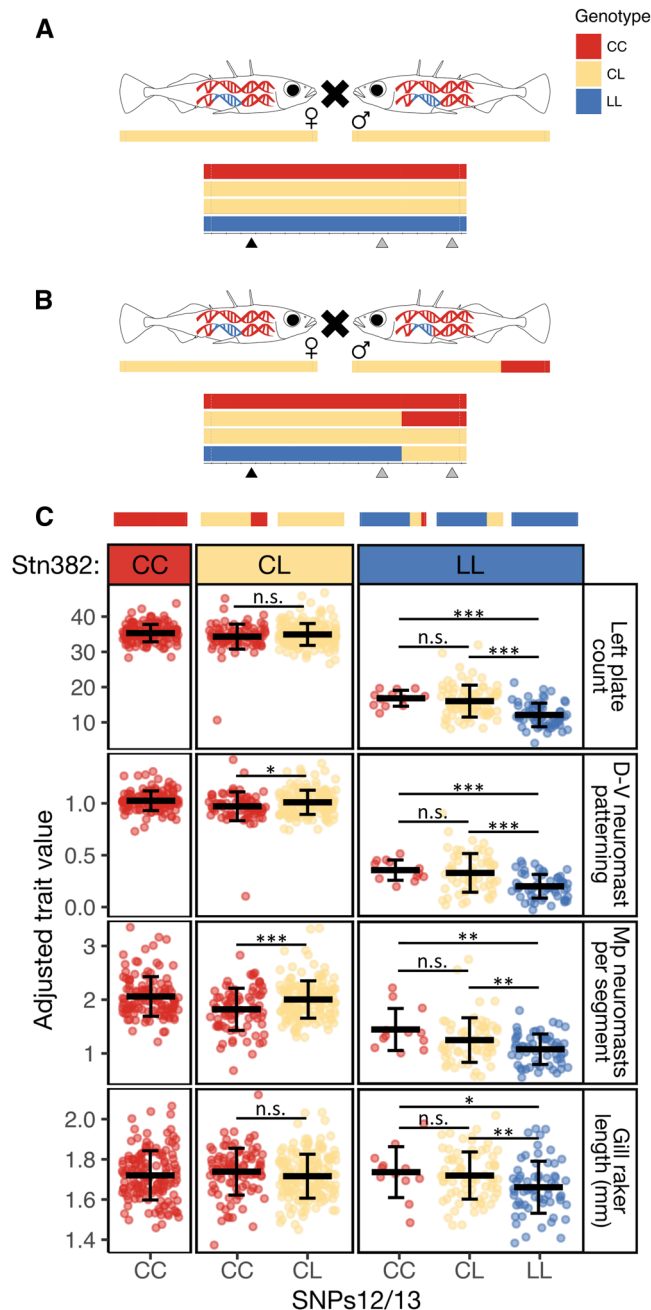 A
Genotype
CC
CL
LL
♀ ♂
B
♀ ♂
C
Stn382: CC CL LL
Adjusted trait value
40
30
20
10
n.s.
***
n.s.
***
Left plate
count
1.0
0.5
0.0
*
***
n.s.
***
D-V neuromast
patterning
3
2
1
***
**
n.s.
**
Mp neuromasts
per segment
2.0
1.8
1.6
1.4
n.s.
*
n.s.
**
Gill raker
length (mm)
CC CC CL CC CL LL
SNPs12/13